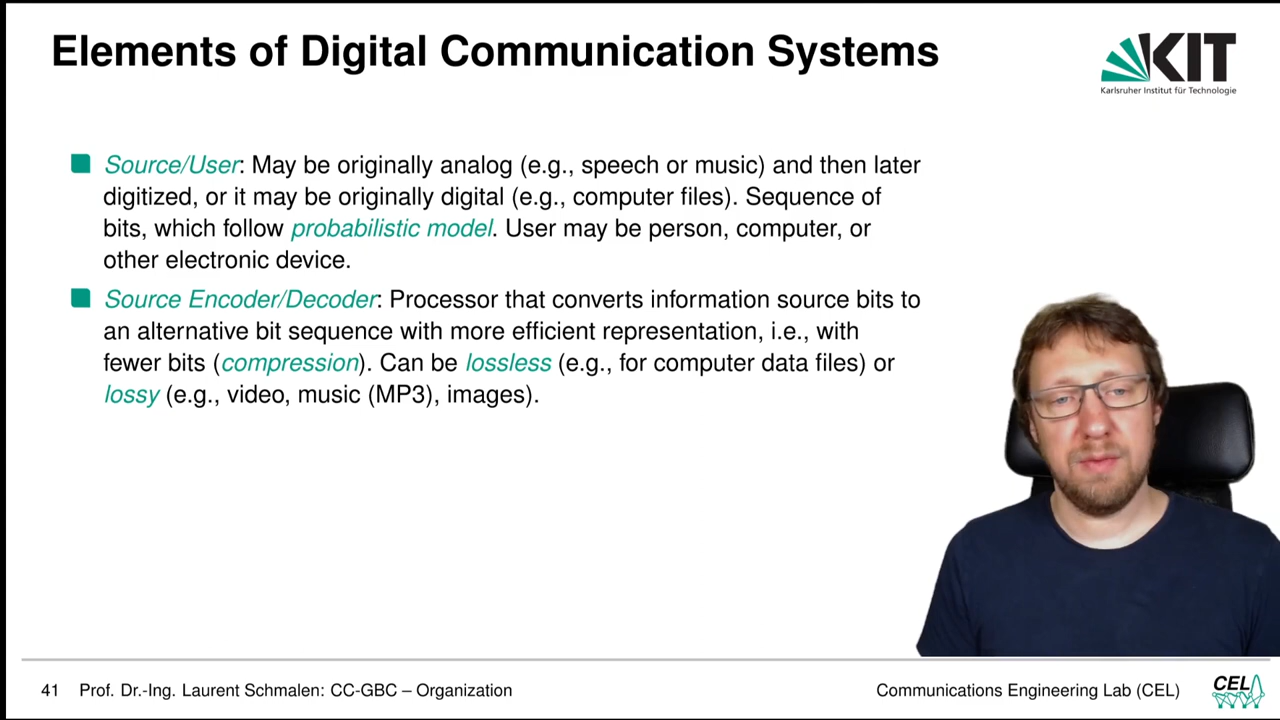 Elements of Digital Communication Systems
KIT
Karlsruher Institut für Technologie
Source/User: May be originally analog (e.g., speech or music) and then later
digitized, or it may be originally digital (e.g., computer files). Sequence of
bits, which follow probabilistic model. User may be person, computer, or
other electronic device.
Source Encoder/Decoder: Processor that converts information source bits to
an alternative bit sequence with more efficient representation, i.e., with
fewer bits (compression). Can be lossless (e.g., for computer data files) or
lossy (e.g., video, music (MP3), images).
41 Prof. Dr.-Ing. Laurent Schmalen: CC-GBC – Organization
Communications Engineering Lab (CEL)
CEL